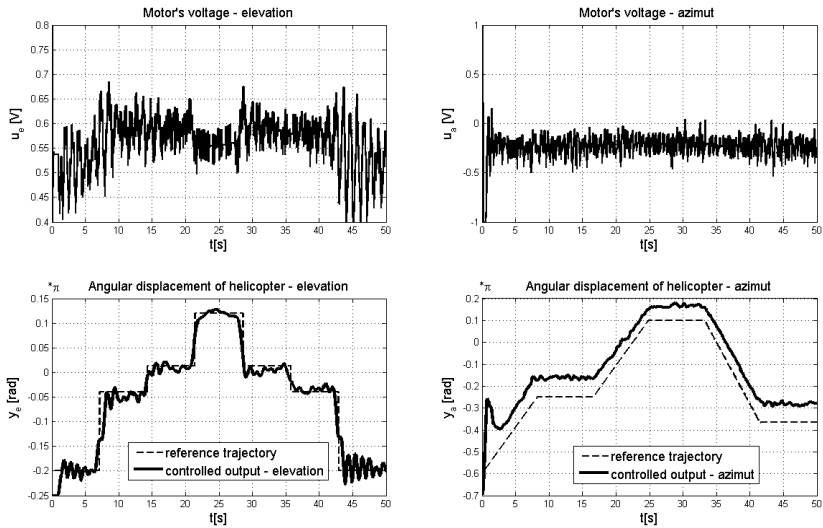 Motor's voltage - elevation
0.8
0.75
0.7
0.65
0.6
0.55
0.5
0.45
0.4
u_e [V]
0 5 10 15 20 25 30 35 40 45 50
t[s]
Motor's voltage - azimut
1
0.5
0
-0.5
-1
u_a [V]
0 5 10 15 20 25 30 35 40 45 50
t[s]
*π
Angular displacement of helicopter - elevation
0.15
0.1
0.05
0
-0.05
-0.1
-0.15
-0.2
-0.25
y_e [rad]
reference trajectory
controlled output - elevation
0 5 10 15 20 25 30 35 40 45 50
t[s]
*π
Angular displacement of helicopter - azimut
0.2
0.1
0
-0.1
-0.2
-0.3
-0.4
-0.5
-0.6
-0.7
y_a [rad]
reference trajectory
controlled output - azimut
0 5 10 15 20 25 30 35 40 45 50
t[s]